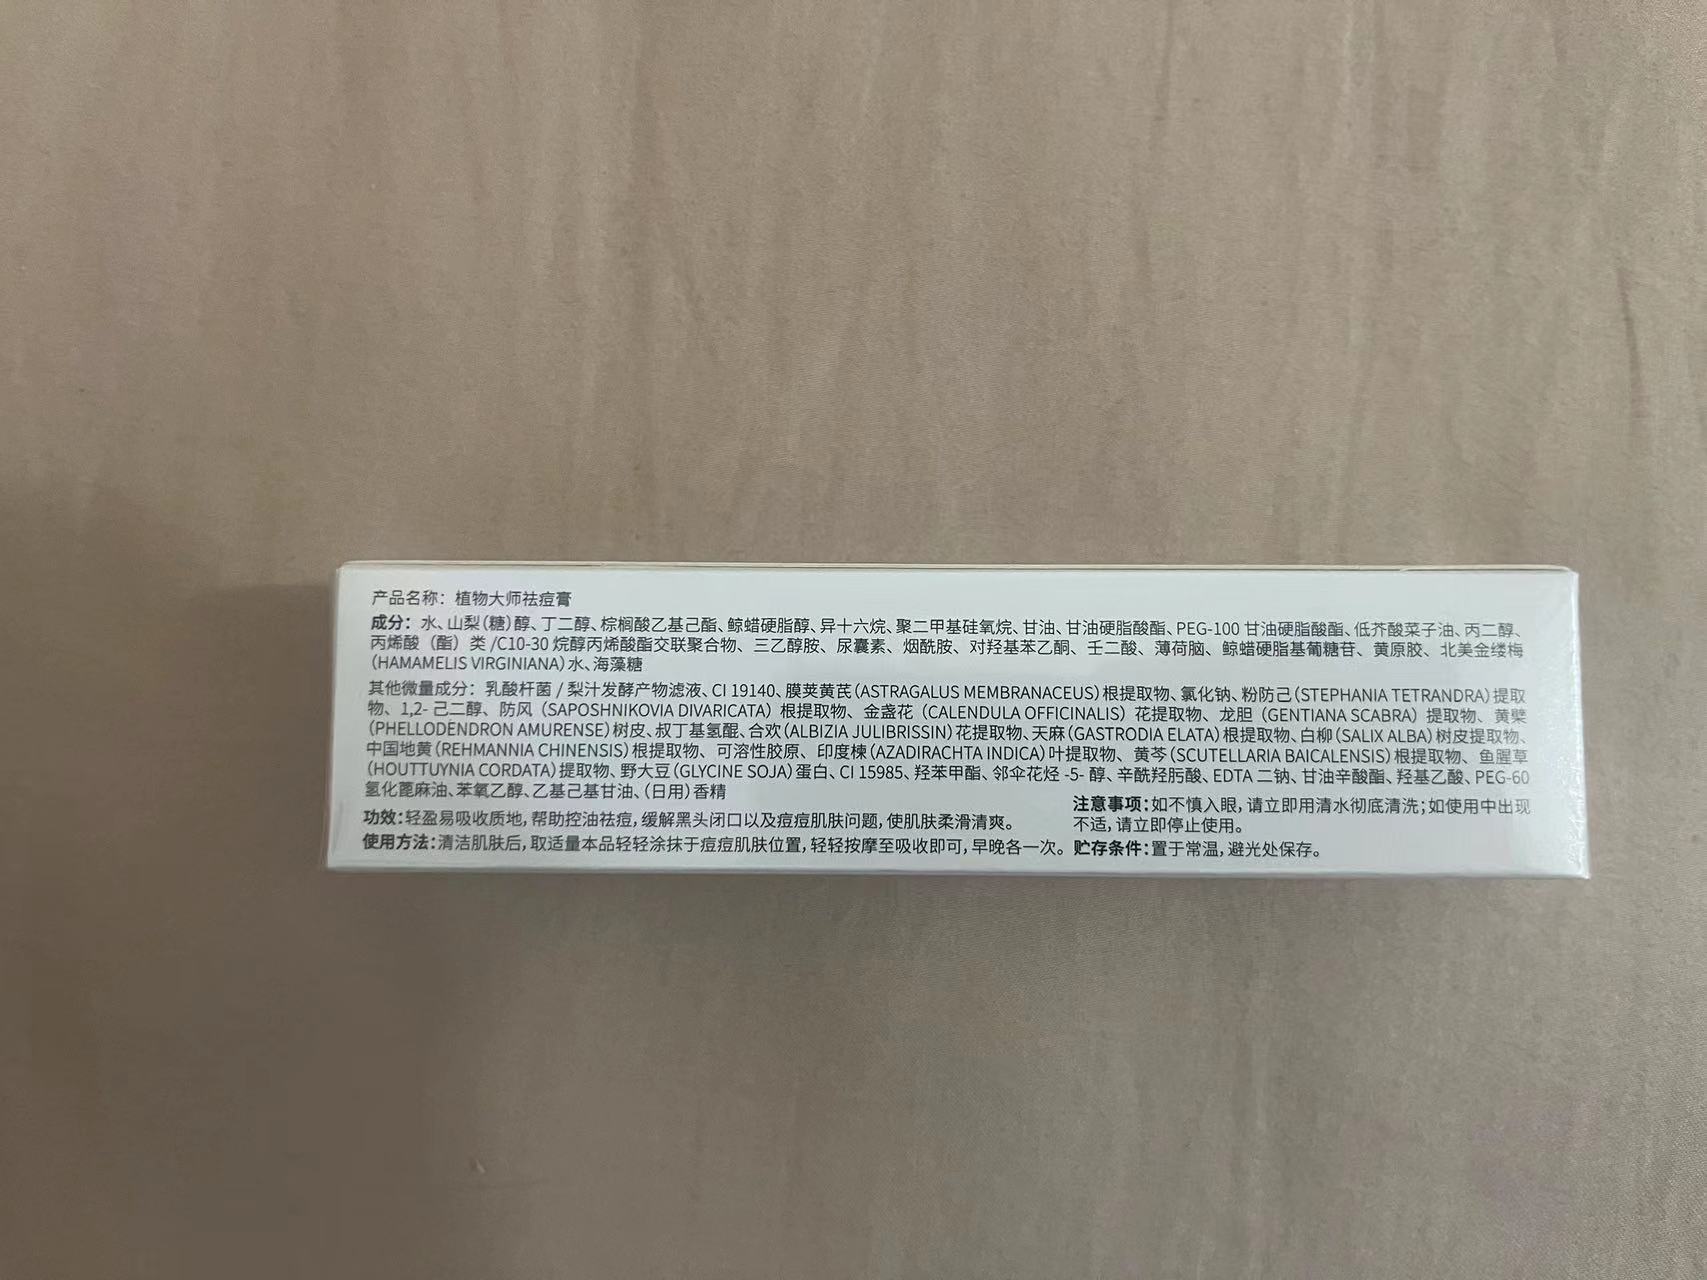 产品名称：植物大师祛痘膏
成分：水、山梨（糖）醇、丁二醇、棕榈酸乙基己酯、鲸蜡硬脂醇、异十六烷、聚二甲基硅氧烷、甘油、甘油硬脂酸酯、PEG-100 甘油硬脂酸酯、低芥酸菜子油、丙二醇、
丙烯酸（酯）类 /C10-30 烷醇丙烯酸酯交联聚合物、三乙醇胺、尿囊素、烟酰胺、对羟基苯乙酮、壬二酸、薄荷脑、鲸蜡硬脂基葡糖苷、黄原胶、北美金缕梅
（HAMAMELIS VIRGINIANA）水、海藻糖
其他微量成分：乳酸杆菌 / 梨汁发酵产物滤液、CI 19140、膜荚黄芪（ASTRAGALUS MEMBRANACEUS）根提取物、氯化钠、粉防己（STEPHANIA TETRANDRA）提取
物、1,2- 己二醇、防风（SAPOSHNIKOVIA DIVARICATA）根提取物、金盏花（CALENDULA OFFICINALIS）花提取物、龙胆（GENTIANA SCABRA）提取物、黄檗
（PHELLODENDRON AMURENSE）树皮、叔丁基氢醌、合欢（ALBIZIA JULIBRISSIN）花提取物、天麻（GASTRODIA ELATA）根提取物、白柳（SALIX ALBA）树皮提取物、
中国地黄（REHMANNIA CHINENSIS）根提取物、可溶性胶原、印度楝（AZADIRACHTA INDICA）叶提取物、黄芩（SCUTELLARIA BAICALENSIS）根提取物、鱼腥草
（HOUTTUYNIA CORDATA）提取物、野大豆（GLYCINE SOJA）蛋白、CI 15985、羟苯甲酯、邻伞花烃 -5- 醇、辛酰羟肟酸、EDTA 二钠、甘油辛酸酯、羟基乙酸、PEG-60
氢化蓖麻油、苯氧乙醇、乙基己基甘油、（日用）香精
功效：轻盈易吸收质地，帮助控油祛痘，缓解黑头闭口以及痘痘肌肤问题，使肌肤柔滑清爽。
使用方法：清洁肌肤后，取适量本品轻轻涂抹于痘痘肌肤位置，轻轻按摩至吸收即可，早晚各一次。
注意事项：如不慎入眼，请立即用清水彻底清洗；如使用中出现
不适，请立即停止使用。
贮存条件：置于常温，避光处保存。